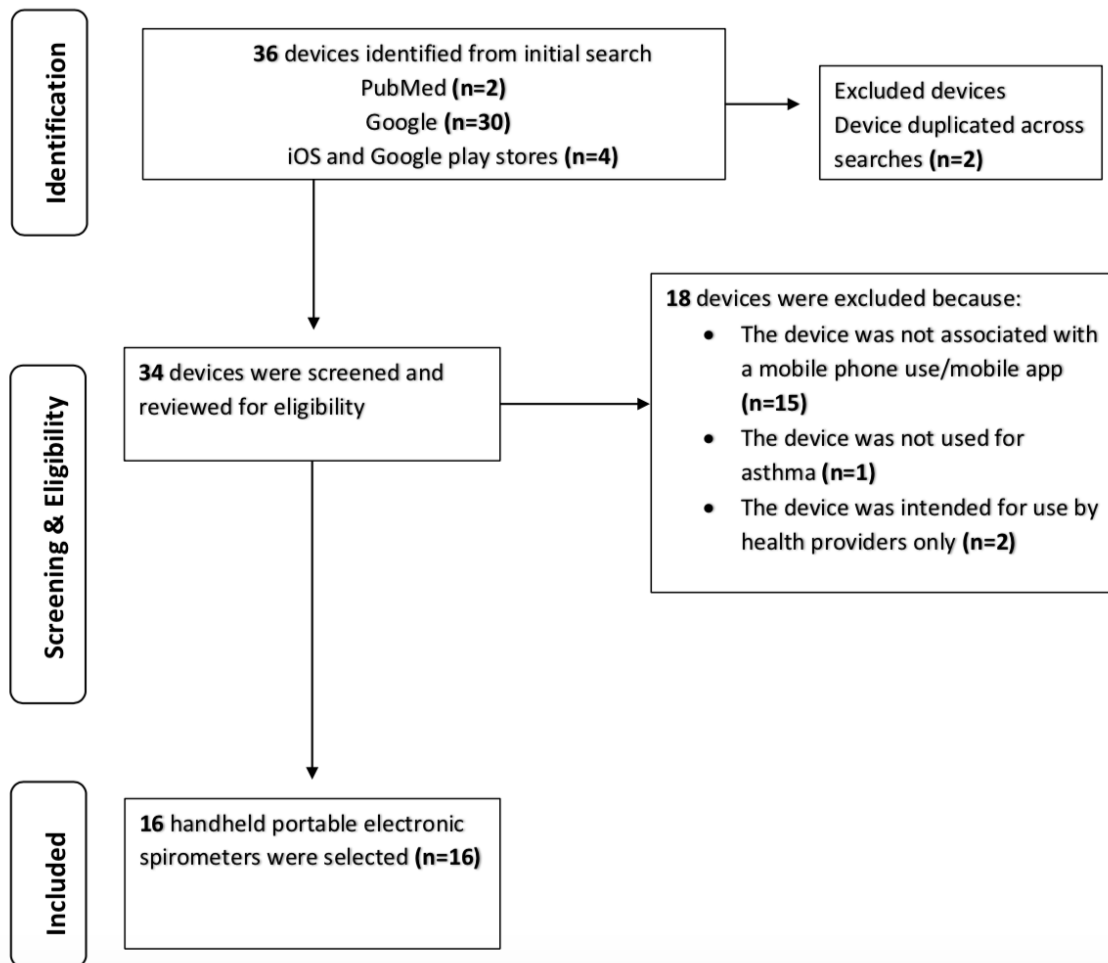 Identification
36 devices identified from initial search
PubMed (n=2)
Google (n=30)
iOS and Google play stores (n=4)
Excluded devices
Device duplicated across
searches (n=2)
Screening & Eligibility
34 devices were screened and
reviewed for eligibility
18 devices were excluded because:
• The device was not associated with
a mobile phone use/mobile app
(n=15)
• The device was not used for
asthma (n=1)
• The device was intended for use by
health providers only (n=2)
Included
16 handheld portable electronic
spirometers were selected (n=16)